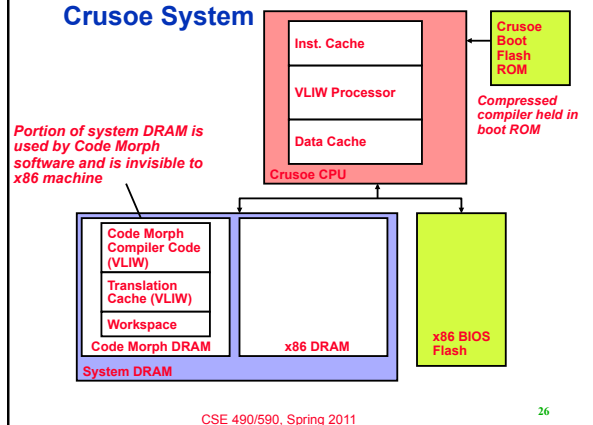 Crusoe System
Inst. Cache
VLIW Processor
Data Cache
Crusoe CPU
Crusoe
Boot
Flash
ROM
Compressed
compiler held in
boot ROM
Portion of system DRAM is
used by Code Morph
software and is invisible to
x86 machine
Code Morph
Compiler Code
(VLIW)
Translation
Cache (VLIW)
Workspace
Code Morph DRAM
x86 DRAM
System DRAM
x86 BIOS
Flash
CSE 490/590, Spring 2011
26